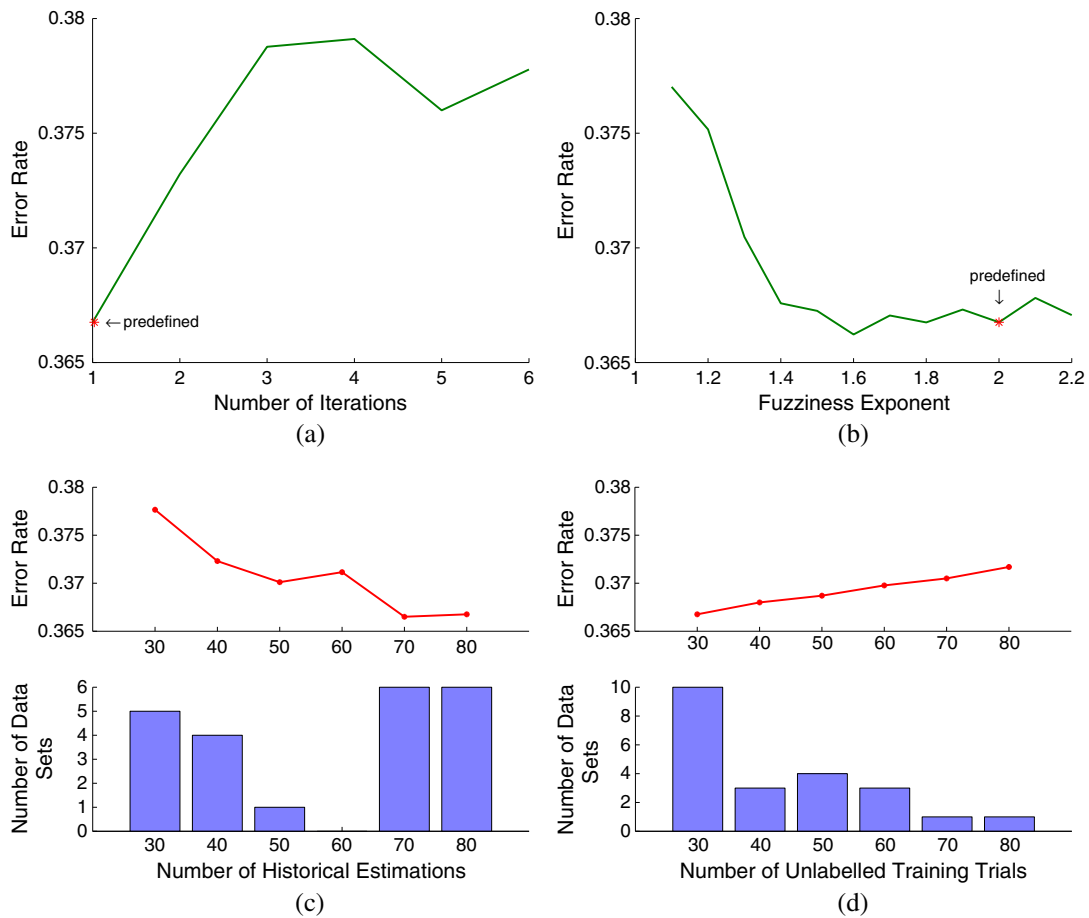 0.38
0.375
0.37
0.365
Error Rate
←predefined
1 2 3 4 5 6
Number of Iterations
(a)
0.38
0.375
0.37
0.365
Error Rate
predefined
↓
1 1.2 1.4 1.6 1.8 2 2.2
Fuzziness Exponent
(b)
0.38
0.375
0.37
0.365
Error Rate
30 40 50 60 70 80
6
5
4
3
2
1
0
Number of Data
Sets
30 40 50 60 70 80
Number of Historical Estimations
(c)
0.38
0.375
0.37
0.365
Error Rate
30 40 50 60 70 80
10
8
6
4
2
0
Number of Data
Sets
30 40 50 60 70 80
Number of Unlabelled Training Trials
(d)